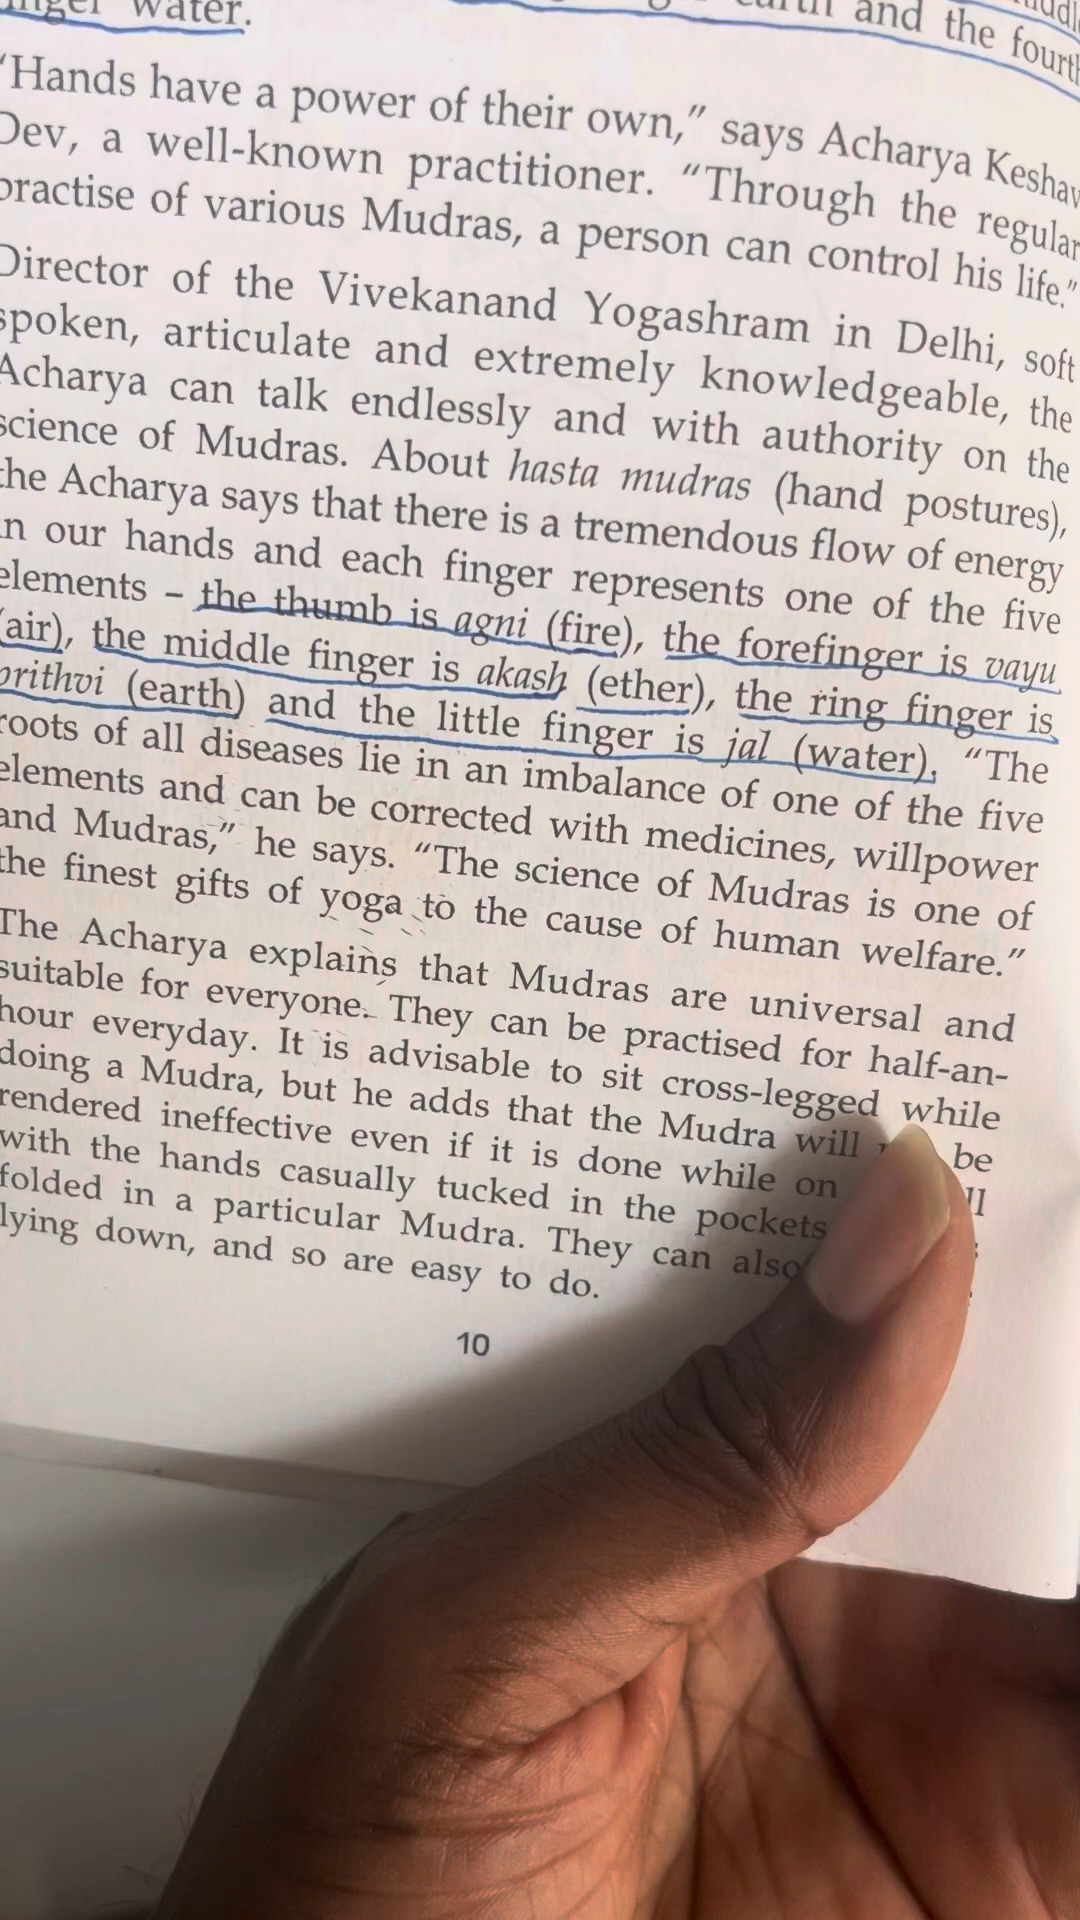 water.
and the fourth
Hands have a power of their own," says Acharya Keshav
Dev, a well-known practitioner. "Through the regular
practise of various Mudras, a person can control his life."
Director of the Vivekanand Yogashram in Delhi, soft
spoken, articulate and extremely knowledgeable, the
Acharya can talk endlessly and with authority on the
science of Mudras. About hasta mudras (hand postures),
the Acharya says that there is a tremendous flow of energy
in our hands and each finger represents one of the five
elements – the thumb is agni (fire), the forefinger is vayu
(air), the middle finger is akash (ether), the ring finger is
prithvi (earth) and the little finger is jal (water). "The
roots of all diseases lie in an imbalance of one of the five
elements and can be corrected with medicines, willpower
and Mudras," he says. "The science of Mudras is one of
the finest gifts of yoga to the cause of human welfare."
The Acharya explains that Mudras are universal and
suitable for everyone. They can be practised for half-an-
hour everyday. It is advisable to sit cross-legged while
doing a Mudra, but he adds that the Mudra will be
rendered ineffective even if it is done while on
with the hands casually tucked in the pockets
folded in a particular Mudra. They can also
lying down, and so are easy to do.
10